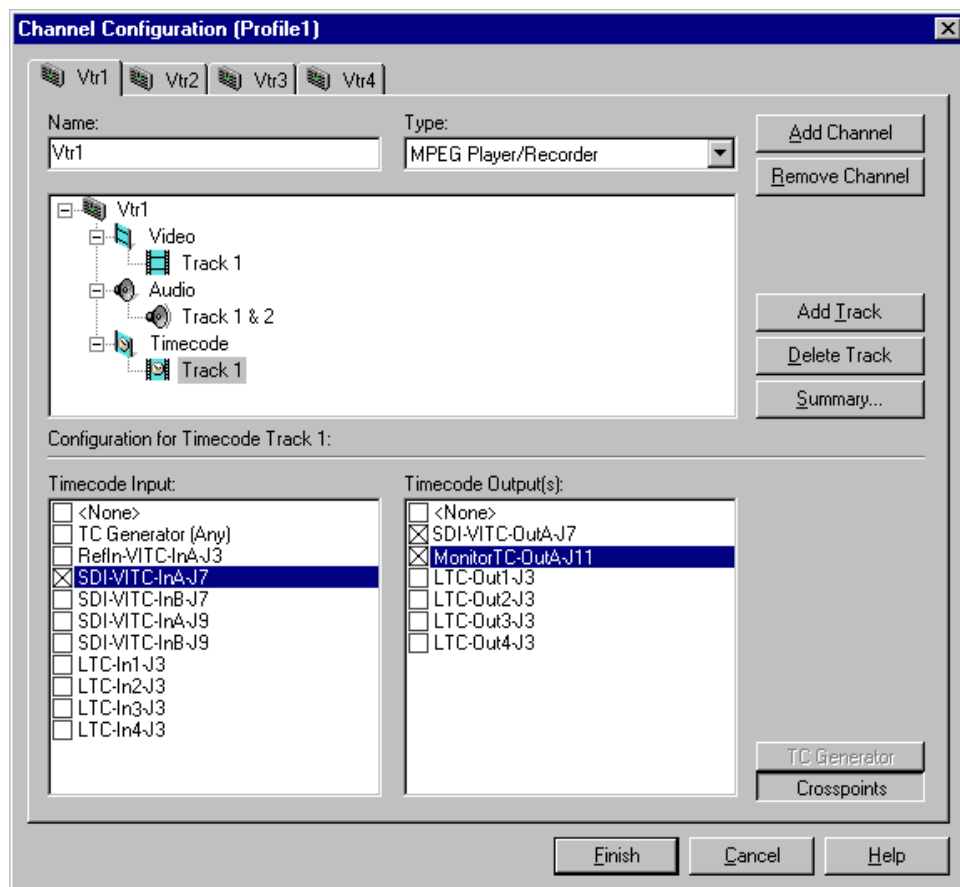 Channel Configuration (Profile1)
Vtr1 Vtr2 Vtr3 Vtr4
Name: Type:
Vtr1 MPEG Player/Recorder
Add Channel
Remove Channel
Vtr1
Video
Track 1
Audio
Track 1 & 2
Timecode
Track 1
Add Track
Delete Track
Summary...
Configuration for Timecode Track 1:
Timecode Input:
<None>
TC Generator (Any)
RefIn-VITC-InA-J3
SDI-VITC-InA-J7
SDI-VITC-InB-J7
SDI-VITC-InA-J9
SDI-VITC-InB-J9
LTC-In1-J3
LTC-In2-J3
LTC-In3-J3
LTC-In4-J3
Timecode Output(s):
<None>
SDI-VITC-OutA-J7
MonitorTC-OutA-J11
LTC-Out1-J3
LTC-Out2-J3
LTC-Out3-J3
LTC-Out4-J3
TC Generator
Crosspoints
Finish Cancel Help